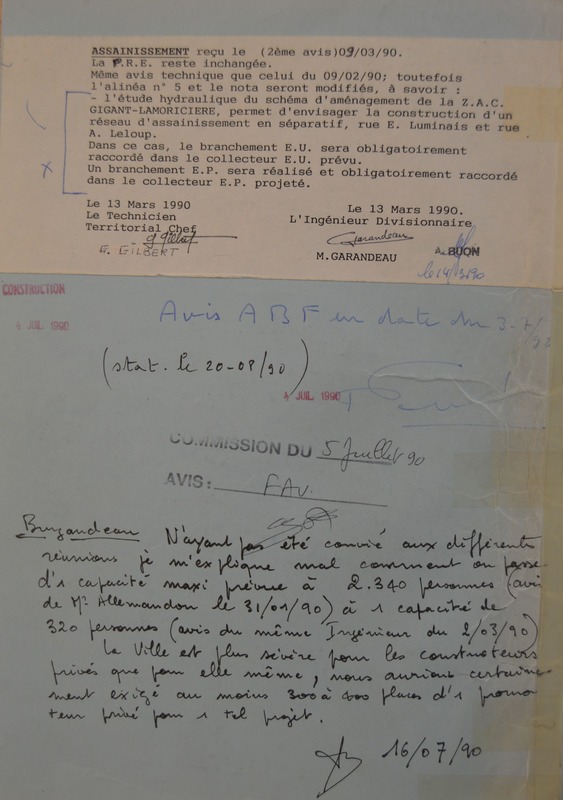 ASSAINISSEMENT reçu le (2ème avis)09/03/90.
La P.R.E. reste inchangée.
Même avis technique que celui du 09/02/90; toutefois
l'alinéa n° 5 et le nota seront modifiés, à savoir :
- l'étude hydraulique du schéma d'aménagement de la Z.A.C.
GIGANT-LAMORICIERE, permet d'envisager la construction d'un
réseau d'assainissement en séparatif, rue E. Luminais et rue
A. Leloup.
Dans ce cas, le branchement E.U. sera obligatoirement
raccordé dans le collecteur E.U. prévu.
Un branchement E.P. sera réalisé et obligatoirement raccordé
dans le collecteur E.P. projeté.
Le 13 Mars 1990
Le Technicien
Territorial Chef
G. GILBERT
Le 13 Mars 1990.
L'Ingénieur Divisionnaire
Garandeau
M.GARANDEAU
A. BUON
le 14/3/90
CONSTRUCTION
4 JUIL 1990
Avis ABF en date du 3-7/90
(stat. le 20-08/90)
4 JUIL 1990
COMMISSION DU 5 Juillet 90
AVIS : FAV.
Buzandeau N'ayant pas été convié aux différentes
réunions je m'explique mal comment on passe
d'1 capacité maxi prévue à 2.340 personnes (avis
de Mr Allemandon le 31/01/90) à 1 capacité de
320 personnes (avis du même Ingénieur du 2/03/90)
La Ville est plus sévère pour les constructeurs
privés que pour elle même, nous aurions certaine
ment exigé au moins 300 à 400 places d'1 promo
teur privé pour 1 tel projet.
16/07/90